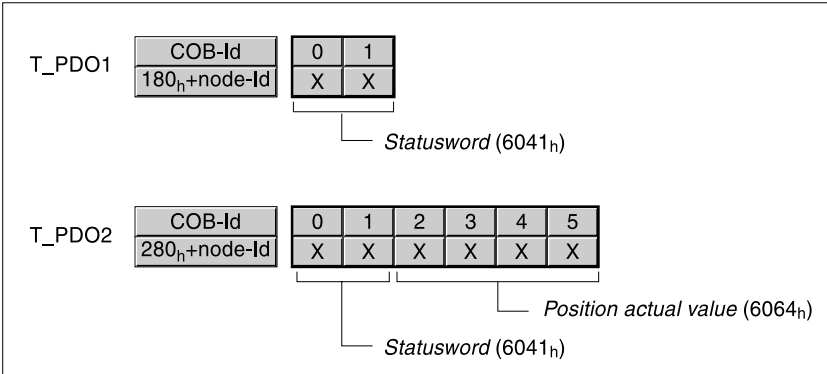 T_PDO1
COB-Id 0 1
180h+node-Id X X
Statusword (6041h)
T_PDO2
COB-Id 0 1 2 3 4 5
280h+node-Id X X X X X X
Position actual value (6064h)
Statusword (6041h)